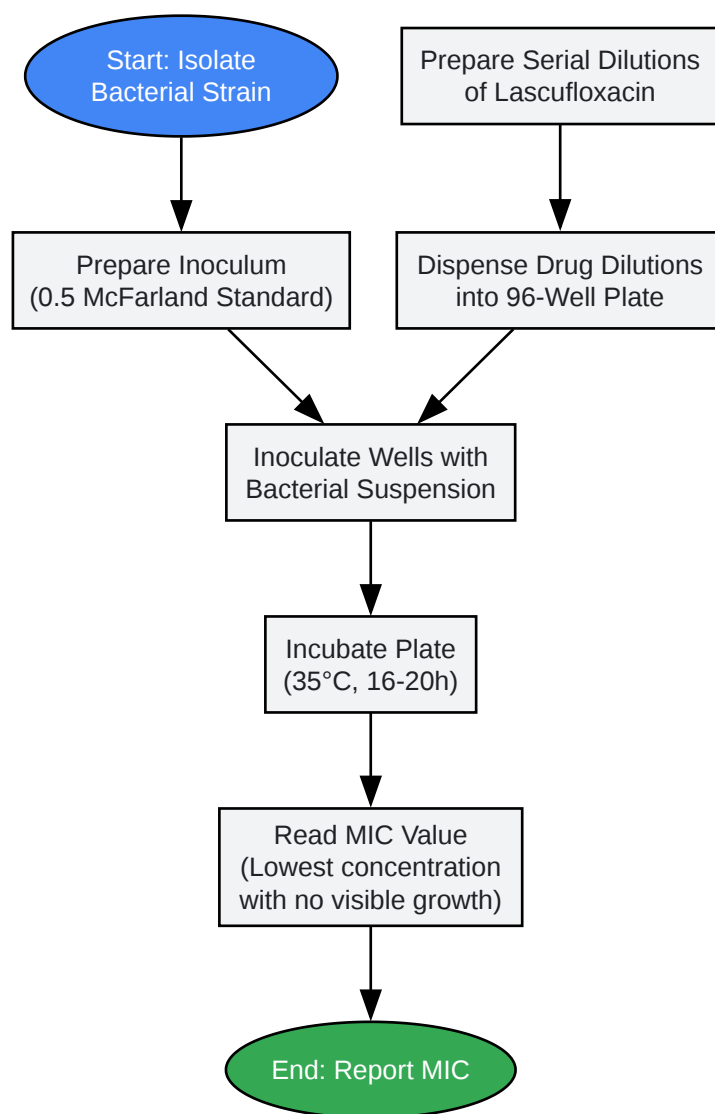 Start: Isolate
Bacterial Strain
Prepare Serial Dilutions
of Lascufloxacin
Prepare Inoculum
(0.5 McFarland Standard)
Dispense Drug Dilutions
into 96-Well Plate
Inoculate Wells with
Bacterial Suspension
Incubate Plate
(35°C, 16-20h)
Read MIC Value
(Lowest concentration
with no visible growth)
End: Report MIC